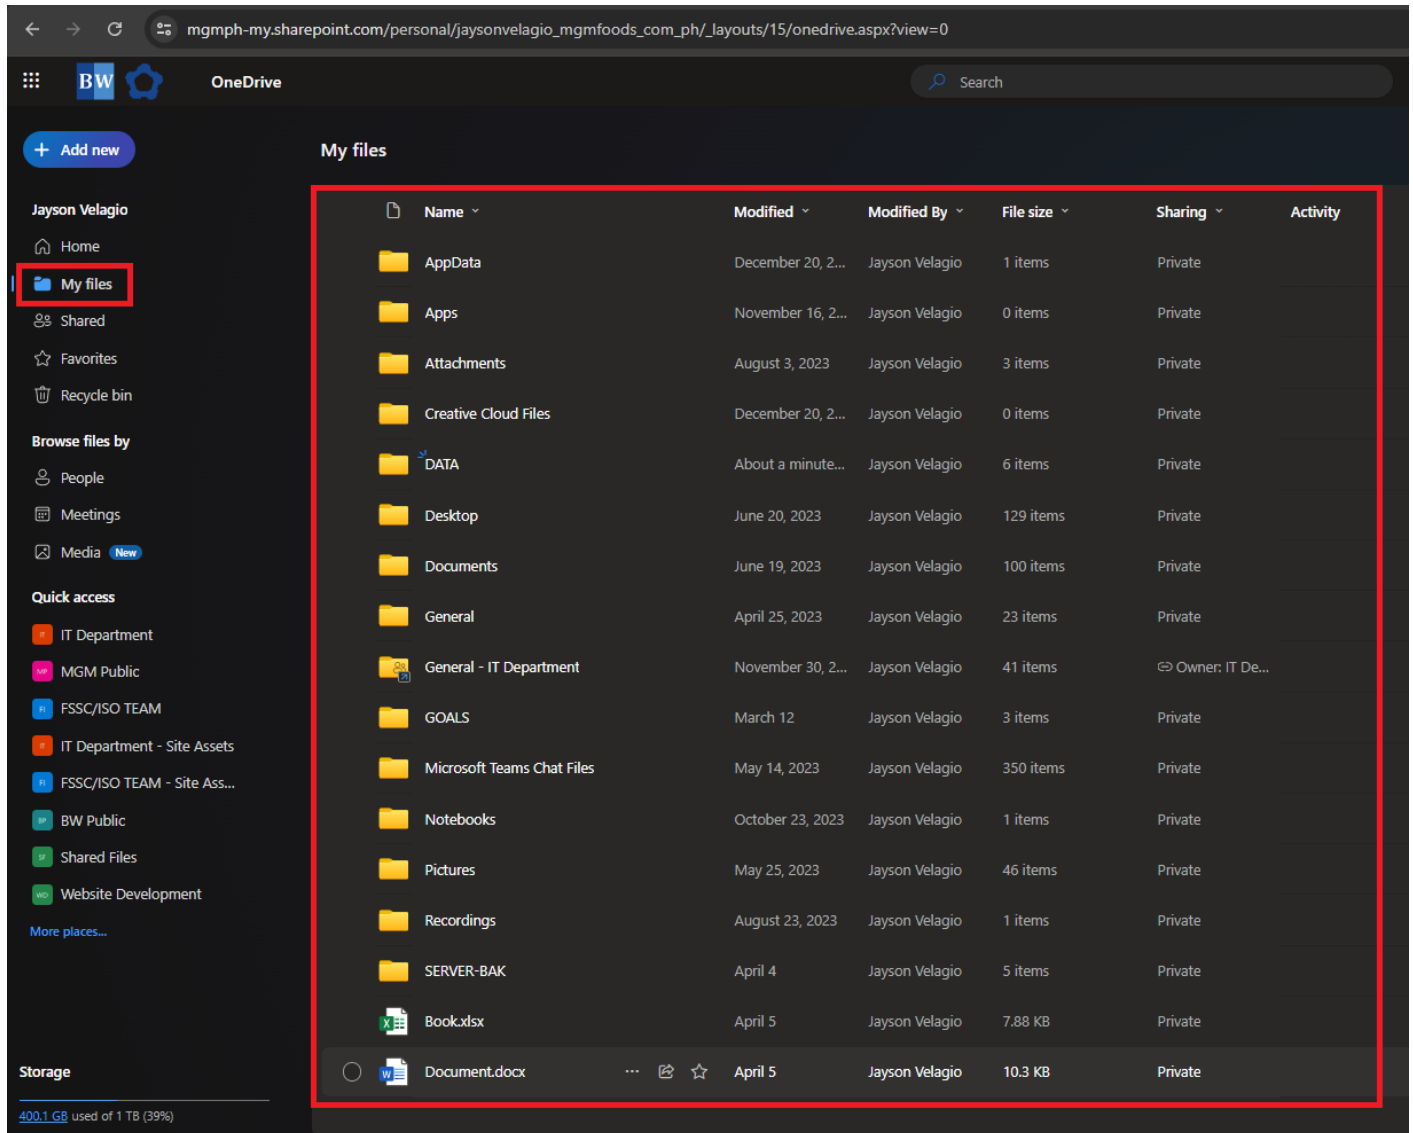 mgmph-my.sharepoint.com/personal/jaysonvelagio_mgmfoods_com_ph/_layouts/15/onedrive.aspx?view=0
BW OneDrive Search
+ Add new
My files
Jayson Velagio
Home
My files
Shared
Favorites
Recycle bin
Browse files by
People
Meetings
Media New
Quick access
IT Department
MP MGM Public
FI FSSC/ISO TEAM
IT Department - Site Assets
FI FSSC/ISO TEAM - Site Ass...
BP BW Public
SF Shared Files
WD Website Development
More places...
Storage
400.1 GB used of 1 TB (39%)
Name Modified Modified By File size Sharing Activity
AppData December 20, 2... Jayson Velagio 1 items Private
Apps November 16, 2... Jayson Velagio 0 items Private
Attachments August 3, 2023 Jayson Velagio 3 items Private
Creative Cloud Files December 20, 2... Jayson Velagio 0 items Private
DATA About a minute... Jayson Velagio 6 items Private
Desktop June 20, 2023 Jayson Velagio 129 items Private
Documents June 19, 2023 Jayson Velagio 100 items Private
General April 25, 2023 Jayson Velagio 23 items Private
General - IT Department November 30, 2... Jayson Velagio 41 items Owner: IT De...
GOALS March 12 Jayson Velagio 3 items Private
Microsoft Teams Chat Files May 14, 2023 Jayson Velagio 350 items Private
Notebooks October 23, 2023 Jayson Velagio 1 items Private
Pictures May 25, 2023 Jayson Velagio 46 items Private
Recordings August 23, 2023 Jayson Velagio 1 items Private
SERVER-BAK April 4 Jayson Velagio 5 items Private
Book.xlsx April 5 Jayson Velagio 7.88 KB Private
Document.docx ... April 5 Jayson Velagio 10.3 KB Private